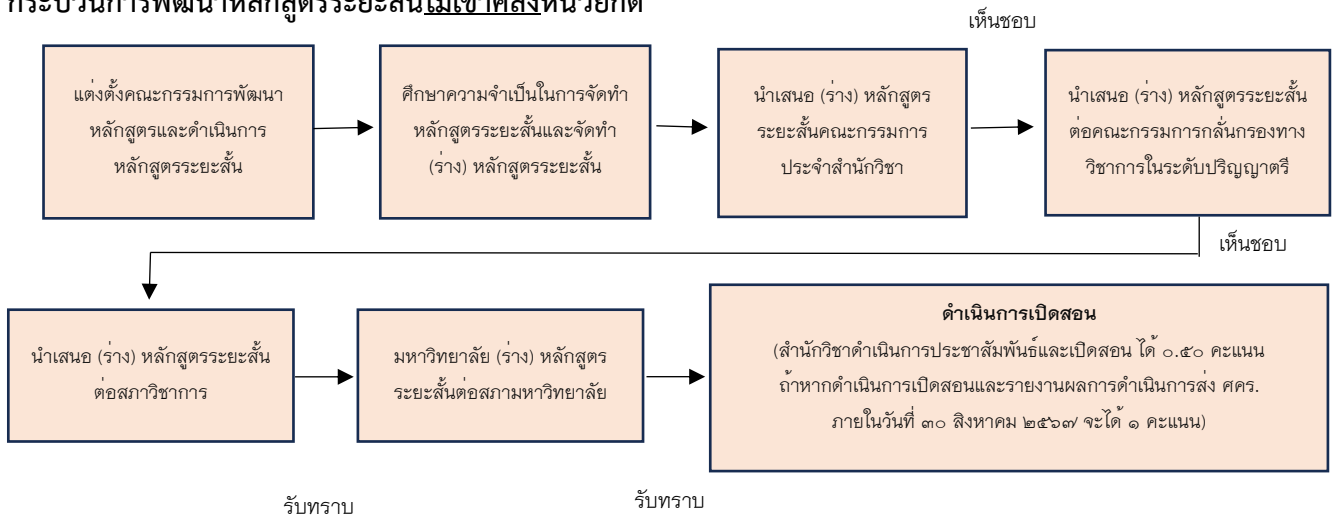 กระบวนการพัฒนาหลักสูตรระยะสั้นไม่เข้าคลังหน่วยกิต
เห็นชอบ
แต่งตั้งคณะกรรมการพัฒนา
หลักสูตรและดำเนินการ
หลักสูตรระยะสั้น
ศึกษาความจำเป็นในการจัดทำ
หลักสูตรระยะสั้นและจัดทำ
(ร่าง) หลักสูตรระยะสั้น
นำเสนอ (ร่าง) หลักสูตร
ระยะสั้นคณะกรรมการ
ประจำสำนักวิชา
นำเสนอ (ร่าง) หลักสูตรระยะสั้น
ต่อคณะกรรมการกลั่นกรองทาง
วิชาการในระดับปริญญาตรี
เห็นชอบ
นำเสนอ (ร่าง) หลักสูตรระยะสั้น
ต่อสภาวิชาการ
มหาวิทยาลัย (ร่าง) หลักสูตร
ระยะสั้นต่อสภามหาวิทยาลัย
ดำเนินการเปิดสอน
(สำนักวิชาดำเนินการประชาสัมพันธ์และเปิดสอน ได้ ๐.๕๐ คะแนน
ถ้าหากดำเนินการเปิดสอนและรายงานผลการดำเนินการส่ง ศคร.
ภายในวันที่ ๓๐ สิงหาคม ๒๕๖๗ จะได้ ๑ คะแนน)
รับทราบ
รับทราบ